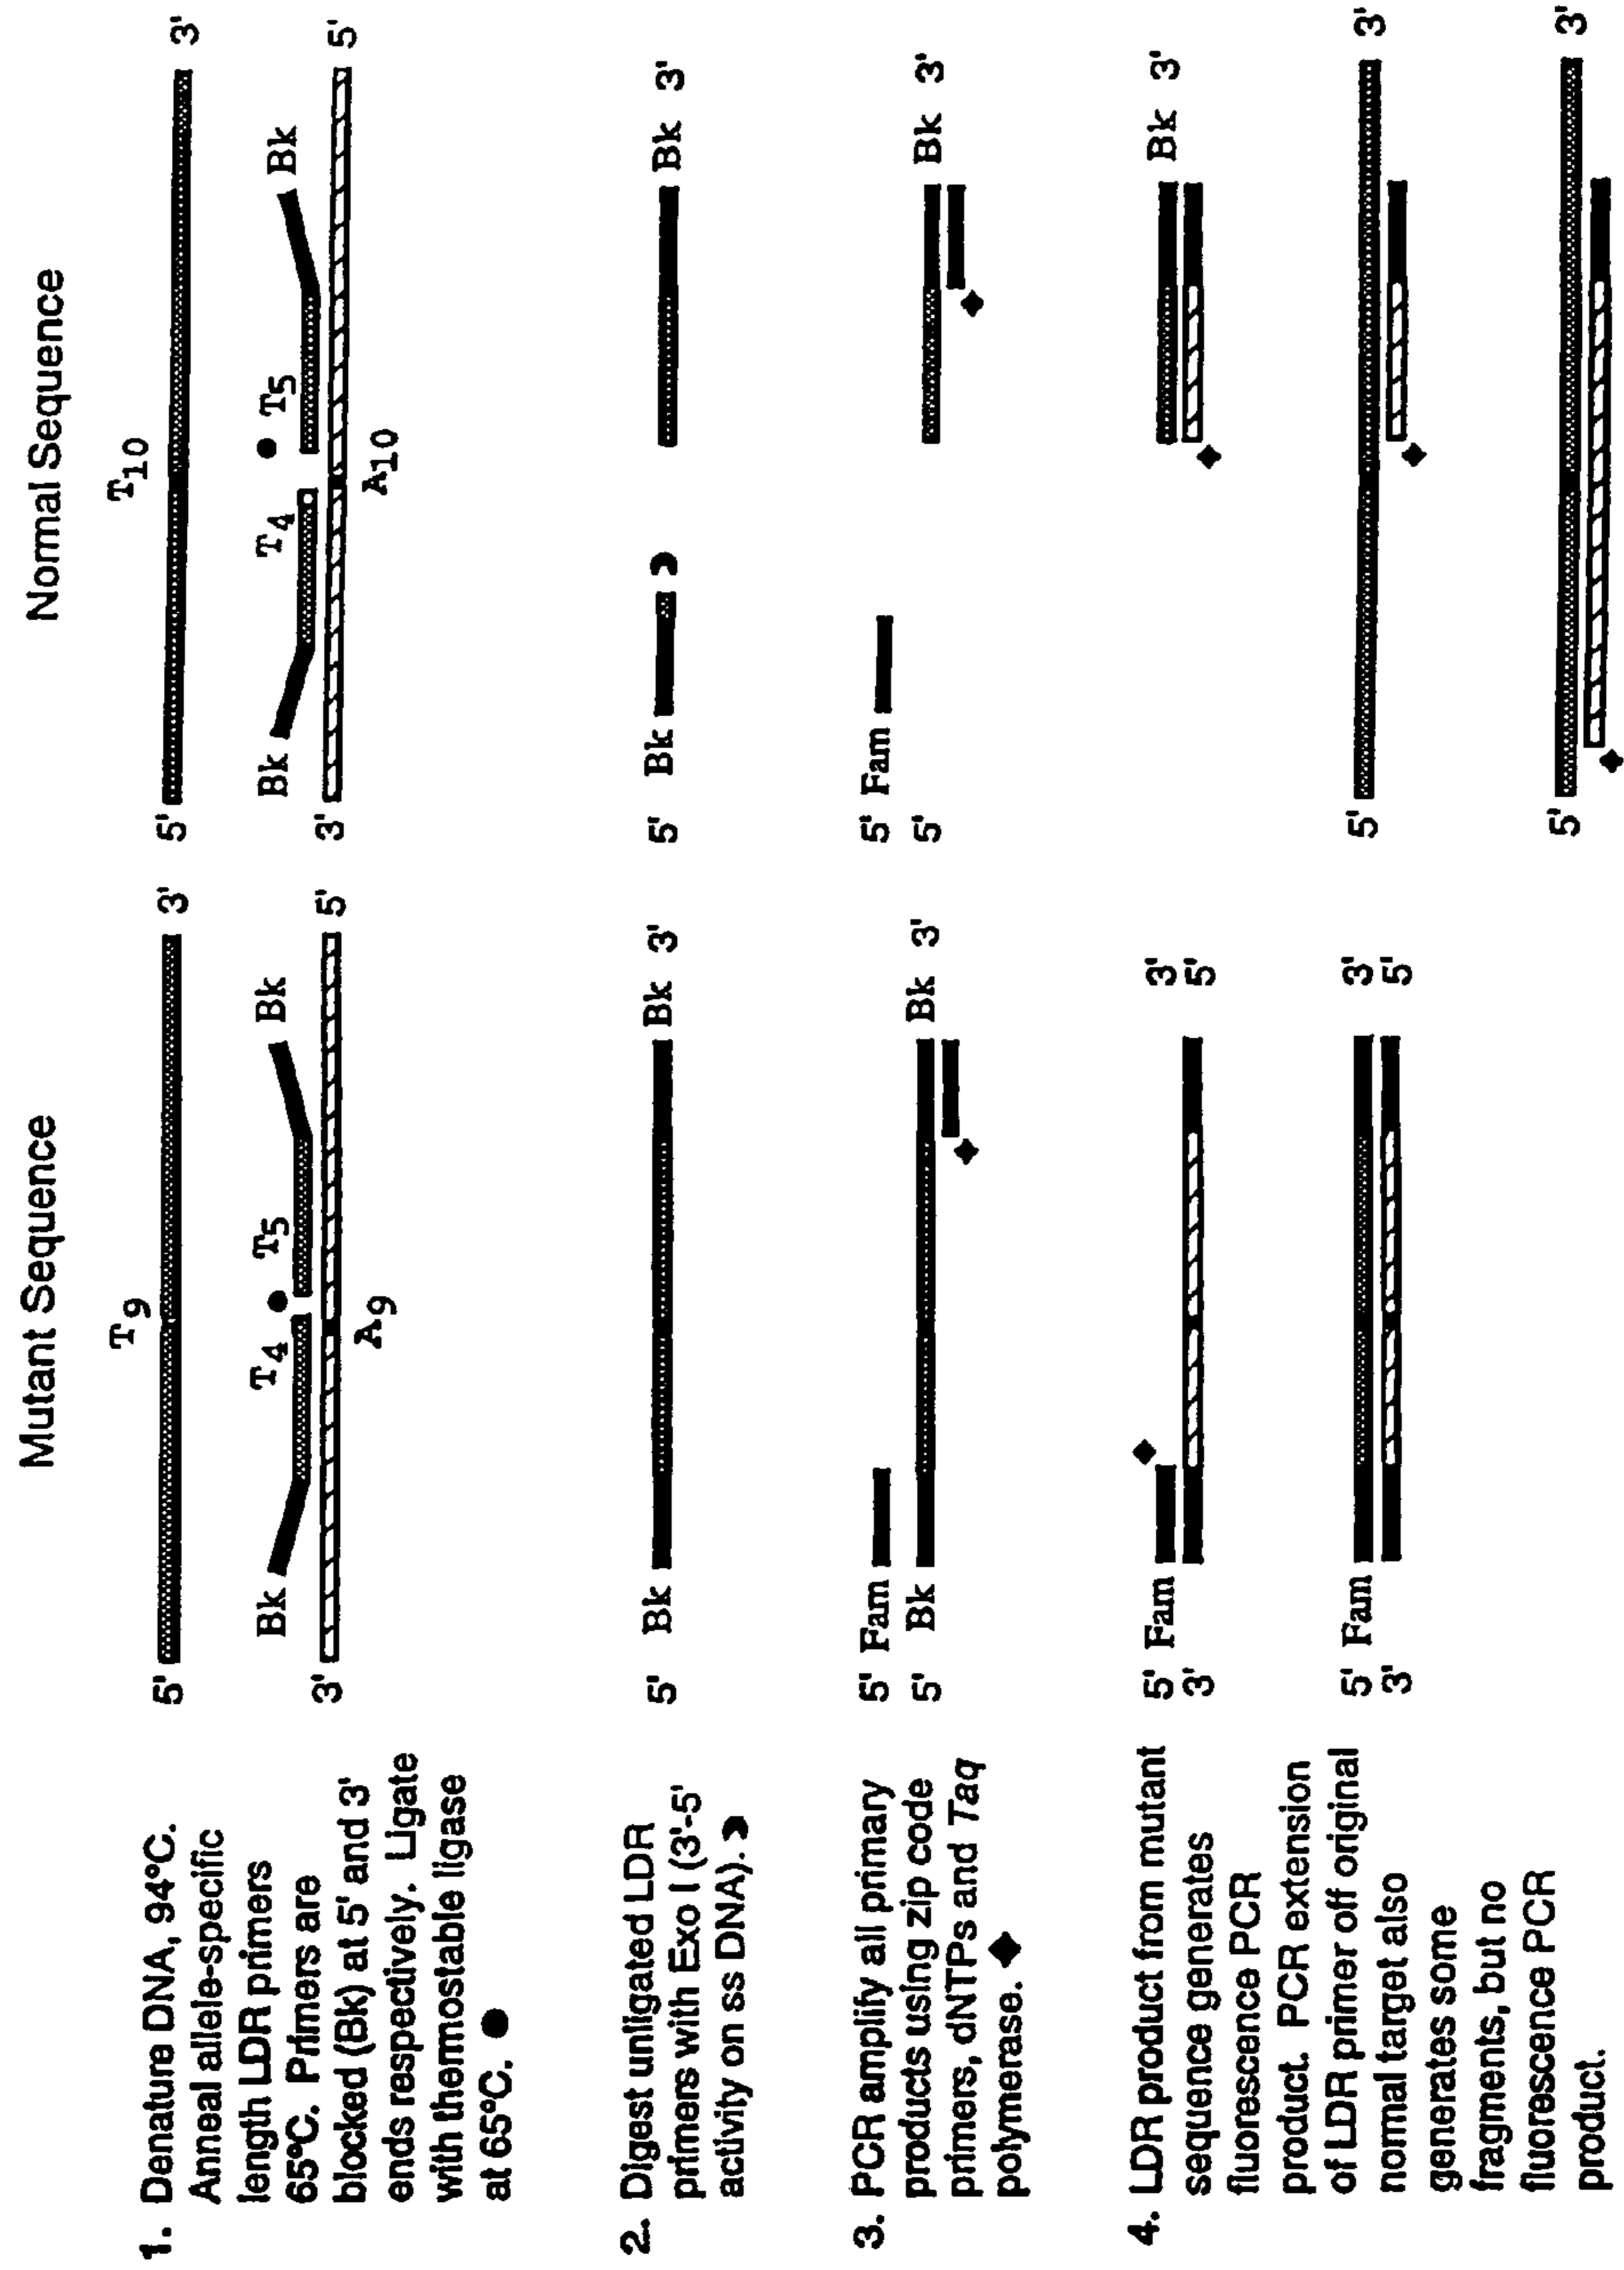 Mutant Sequence
Normal Sequence
1. Denature DNA, 94°C.
Anneal allele-specific
length LDR primers
65°C. Primers are
blocked (Bk) at 5' and 3'
ends respectively. Ligate
with thermostable ligase
at 65°C.
5' T9 3'
Bk T4 T5 Bk
3' A9 5'
5' T10 3'
Bk T4 T5 Bk
3' A10 5'
2. Digest unligated LDR
primers with Exo I (3'-5'
activity on ss DNA).
5' Bk Bk 3'
5' Bk Bk 3'
3. PCR amplify all primary
products using zip code
primers, dNTPs and Taq
polymerase.
5' Fam
5' Bk Bk 3'
5' Fam
5' Bk 3'
4. LDR product from mutant
sequence generates
fluorescence PCR
product. PCR extension
of LDR primer off original
normal target also
generates some
fragments, but no
fluorescence PCR
product.
5' Fam 3'
3' 5'
Bk 3'
5' Fam 3'
3' 5'
5' 3'
5' 3'